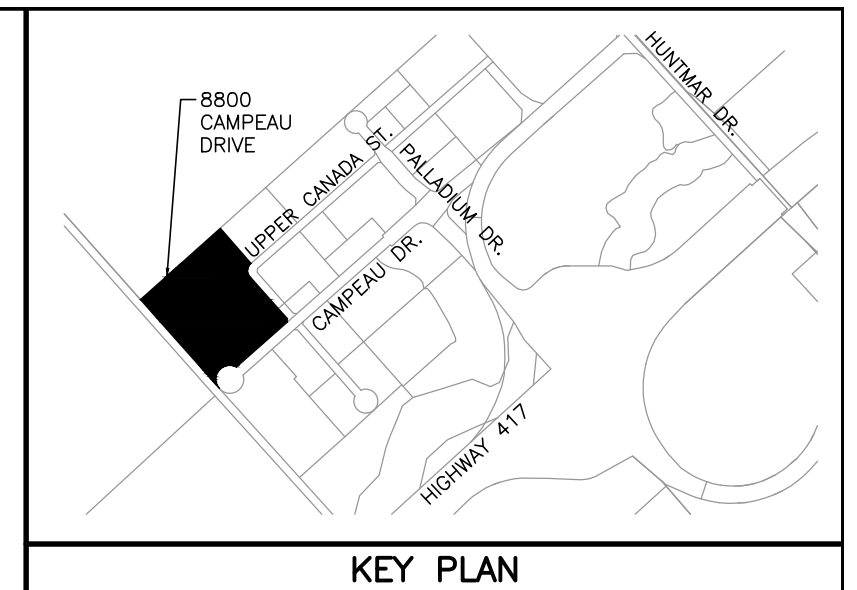 8800
CAMPEAU
DRIVE
HUNTMAR DR.
UPPER CANADA ST.
PALLADIUM DR.
CAMPEAU DR.
HIGHWAY 417
KEY PLAN